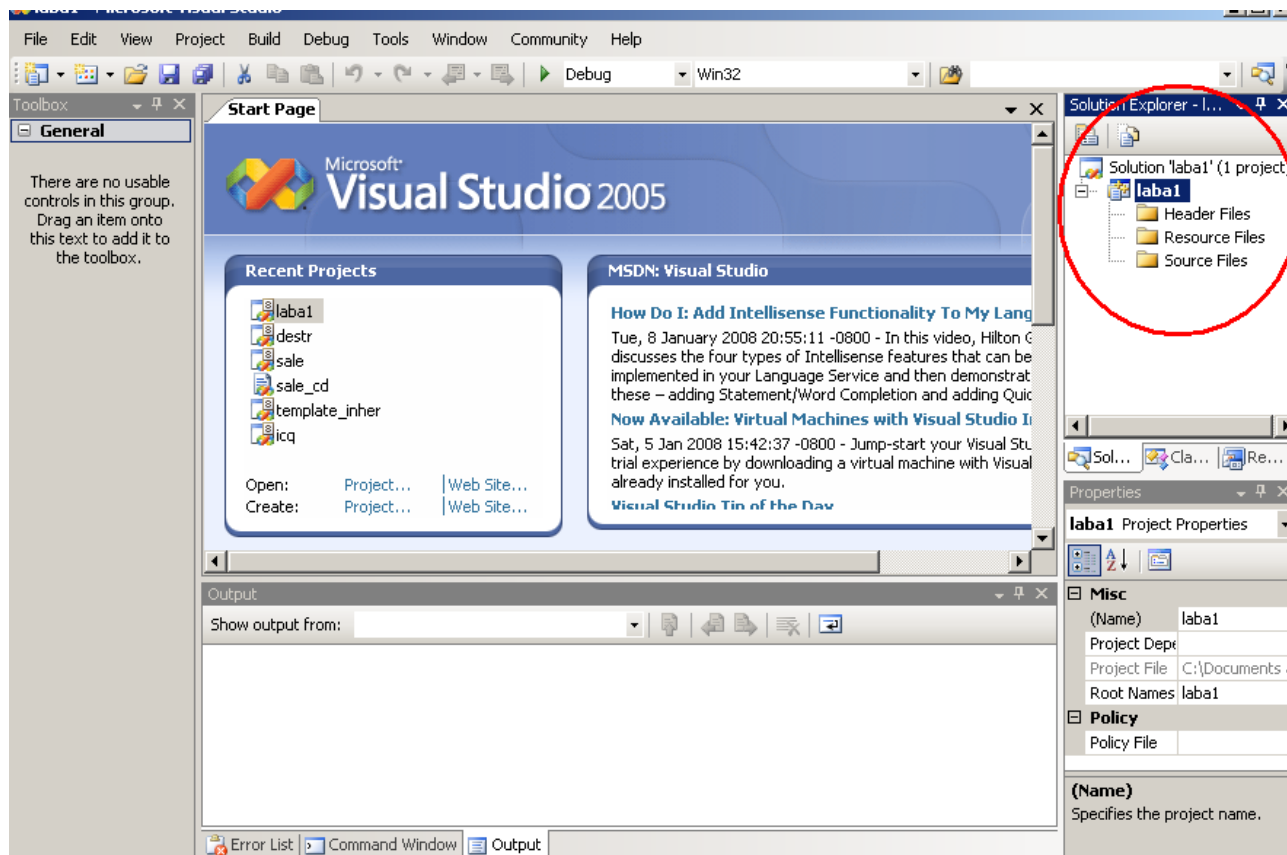 laba1 - Microsoft Visual Studio
File Edit View Project Build Debug Tools Window Community Help
Debug Win32
Toolbox
General
There are no usable
controls in this group.
Drag an item onto
this text to add it to
the toolbox.
Start Page
Microsoft
Visual Studio 2005
Recent Projects
laba1
destr
sale
sale_cd
template_inher
icq
Open: Project... Web Site...
Create: Project... Web Site...
MSDN: Visual Studio
How Do I: Add Intellisense Functionality To My Lang
Tue, 8 January 2008 20:55:11 -0800 - In this video, Hilton G
discusses the four types of Intellisense features that can be
implemented in your Language Service and then demonstrat
these – adding Statement/Word Completion and adding Quic
Now Available: Virtual Machines with Visual Studio I
Sat, 5 Jan 2008 15:42:37 -0800 - Jump-start your Visual Stu
trial experience by downloading a virtual machine with Visual
already installed for you.
Visual Studio Tip of the Day
Output
Show output from:
Error List Command Window Output
Solution Explorer - l...
Solution 'laba1' (1 project
laba1
Header Files
Resource Files
Source Files
Sol... Cla... Re...
Properties
laba1 Project Properties
Misc
(Name) laba1
Project Depe
Project File C:\Documents
Root Names laba1
Policy
Policy File
(Name)
Specifies the project name.